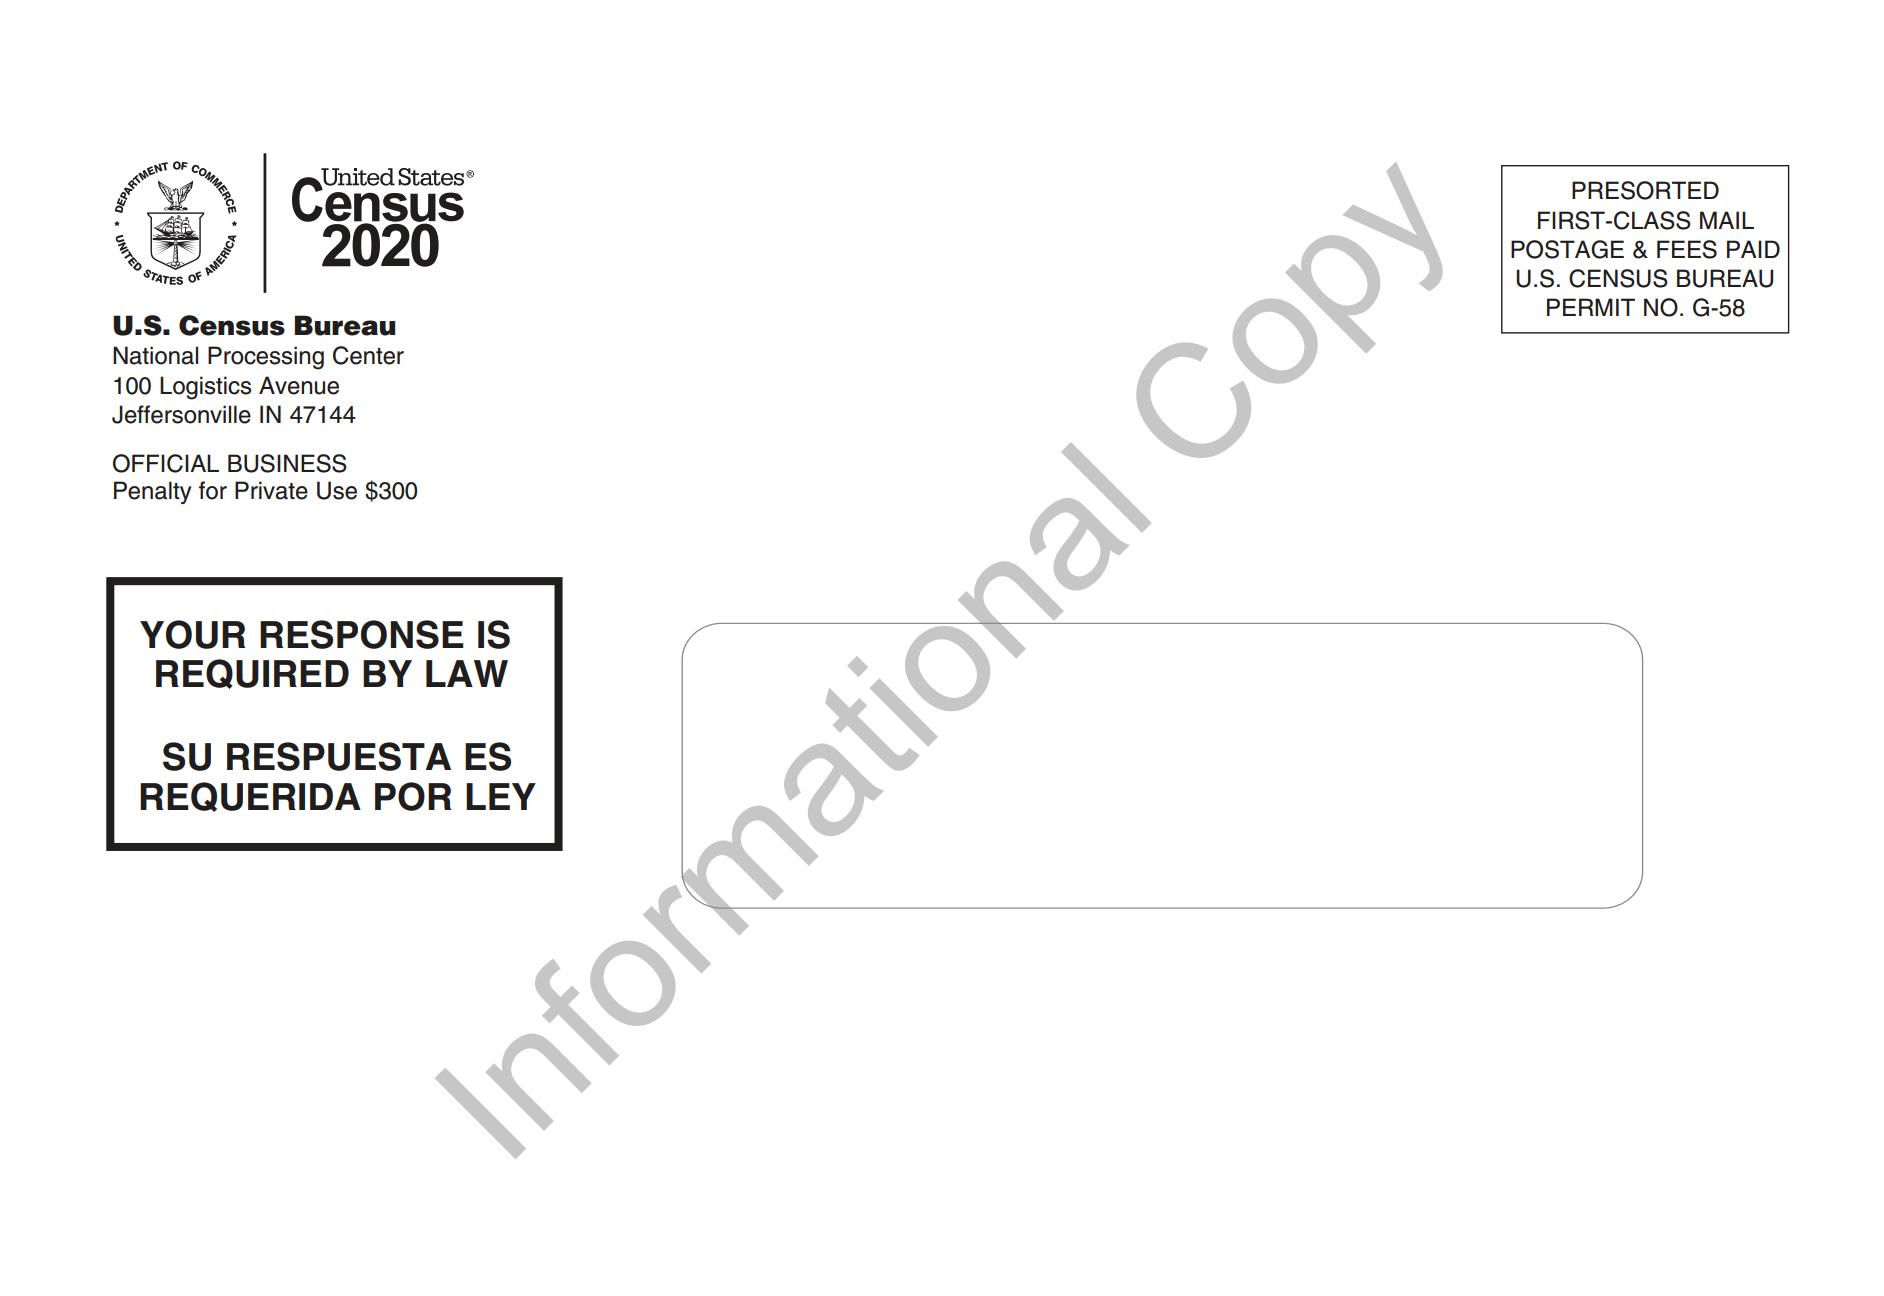 DEPARTMENT OF COMMERCE
UNITED STATES OF AMERICA
United States®
Census
2020
U.S. Census Bureau
National Processing Center
100 Logistics Avenue
Jeffersonville IN 47144
OFFICIAL BUSINESS
Penalty for Private Use $300
PRESORTED
FIRST-CLASS MAIL
POSTAGE & FEES PAID
U.S. CENSUS BUREAU
PERMIT NO. G-58
YOUR RESPONSE IS
REQUIRED BY LAW
SU RESPUESTA ES
REQUERIDA POR LEY
Informational Copy